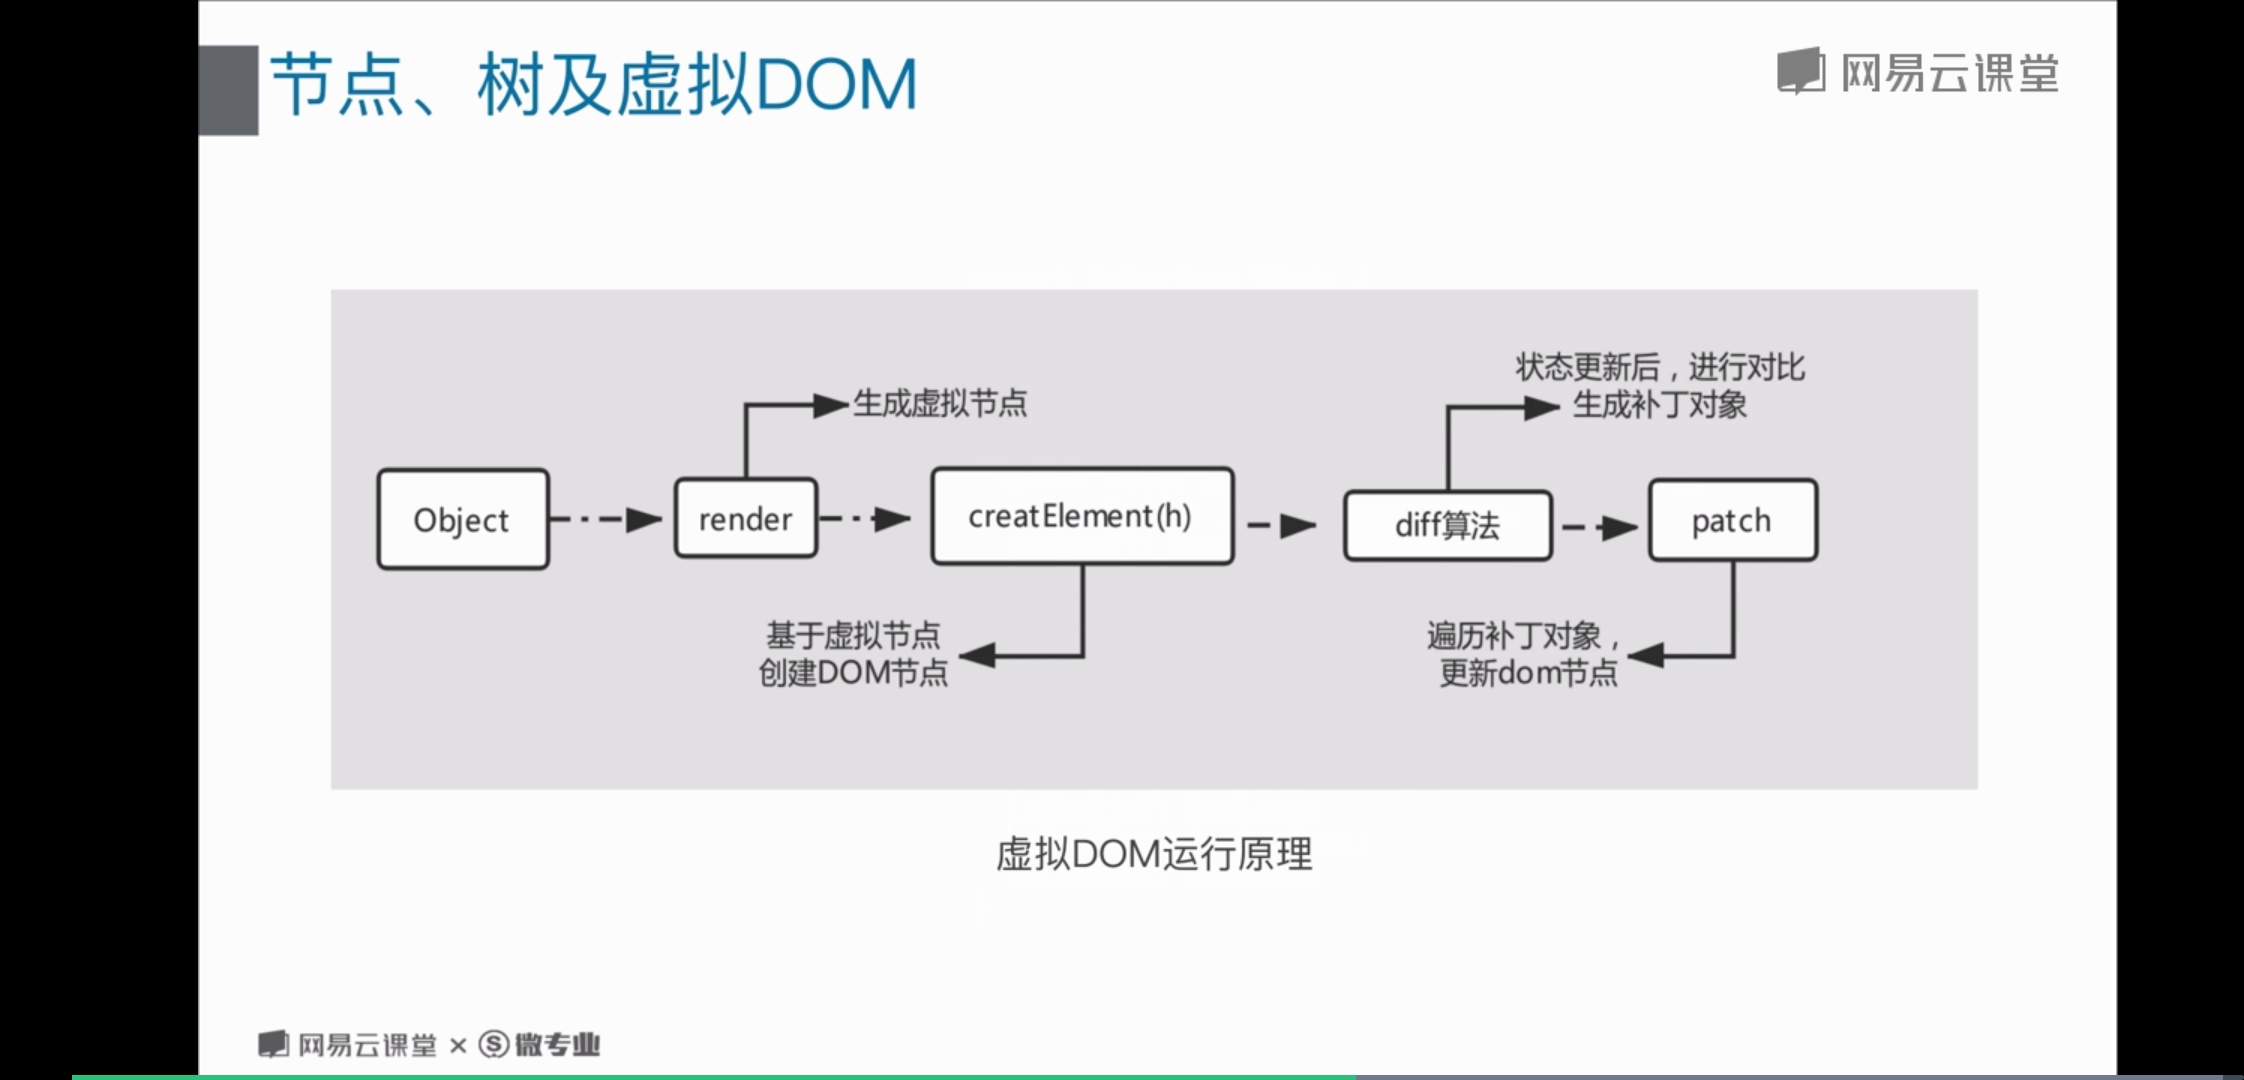 节点、树及虚拟DOM
网易云课堂
状态更新后，进行对比
生成补丁对象
生成虚拟节点
Object
render
creatElement(h)
diff算法
patch
基于虚拟节点
创建DOM节点
遍历补丁对象，
更新dom节点
虚拟DOM运行原理
网易云课堂 × Ⓢ微专业